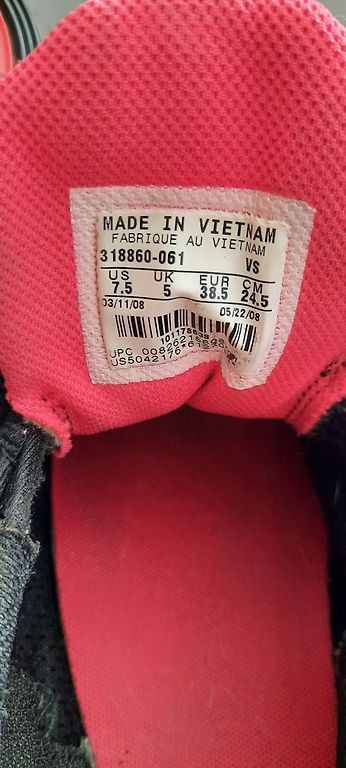 MADE IN VIETNAM
FABRIQUE AU VIETNAM
318860-061 VS
US UK EUR CM
7.5 5 38.5 24.5
03/11/08 05/22/08
UPC